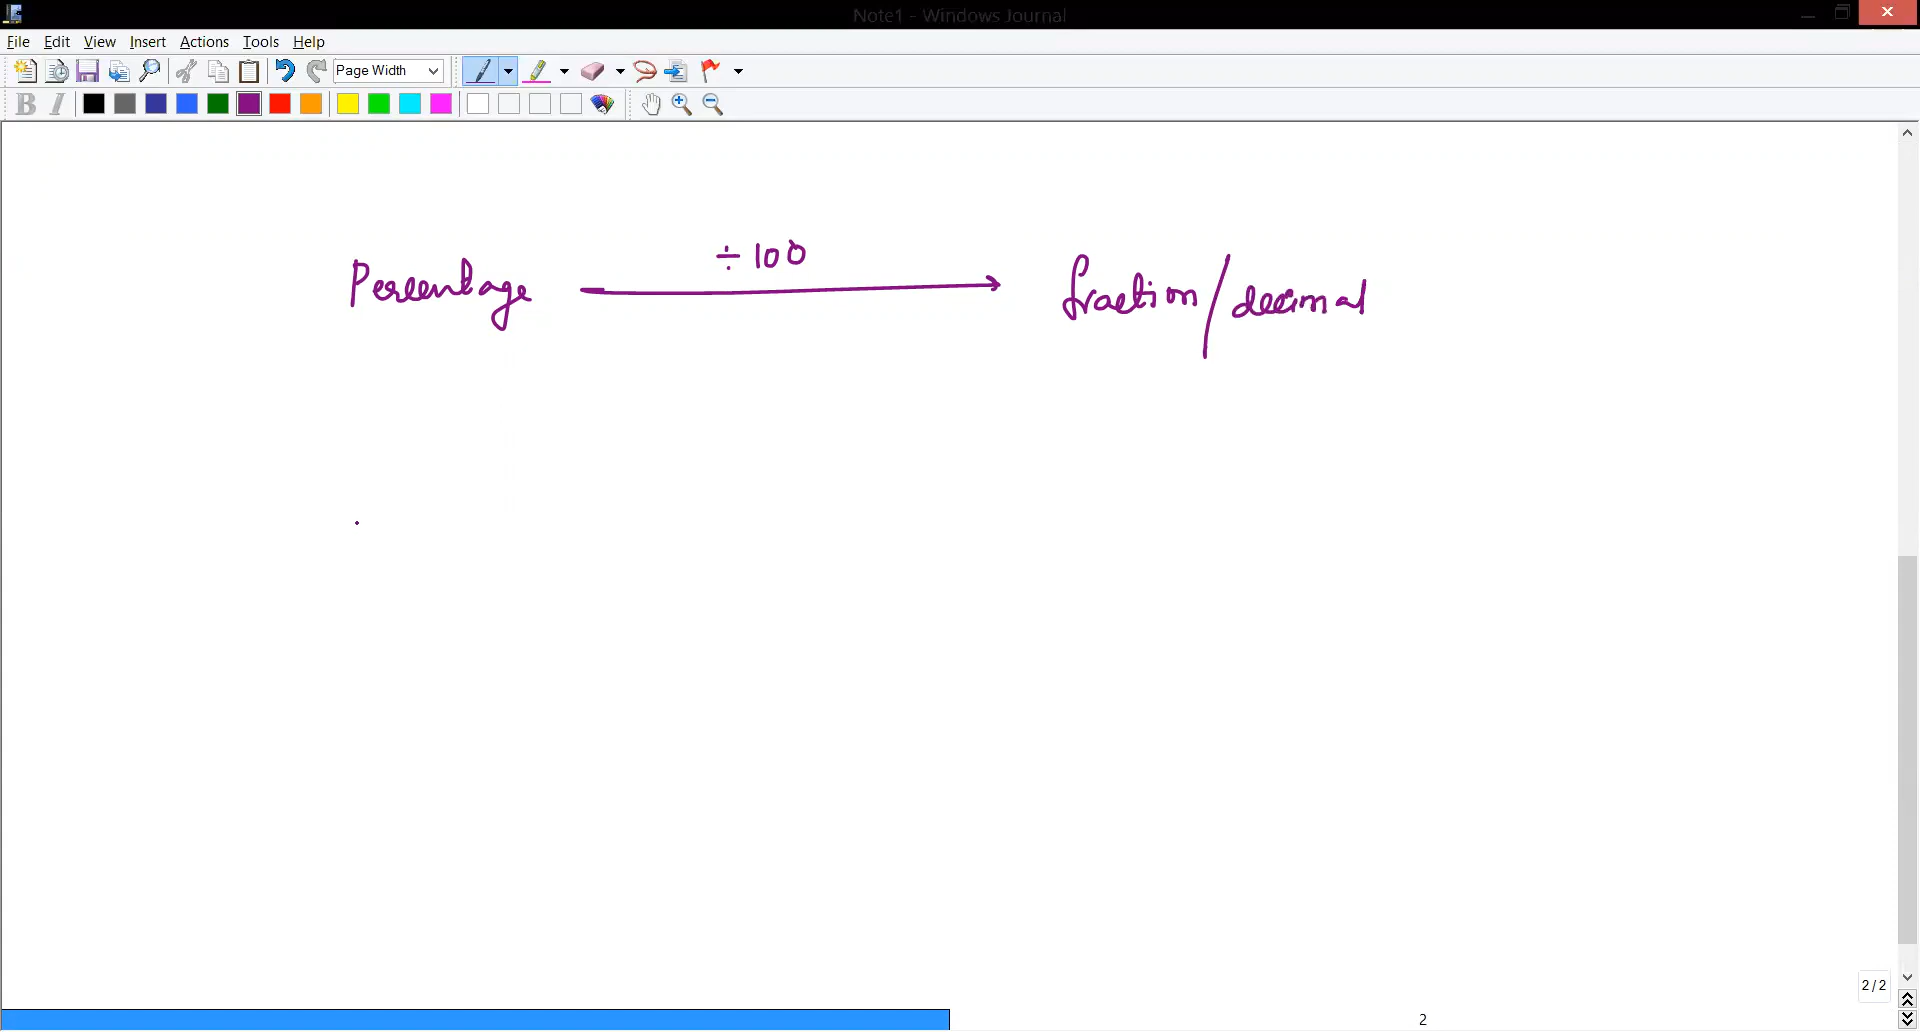 Note1 - Windows Journal
File Edit View Insert Actions Tools Help
Page Width
B I
÷ 100
Percentage fraction/decimal
2 / 2
2